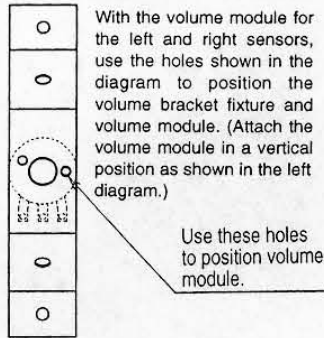 With the volume module for
the left and right sensors,
use the holes shown in the
diagram to position the
volume bracket fixture and
volume module. (Attach the
volume module in a vertical
position as shown in the left
diagram.)
Use these holes
to position volume
module.